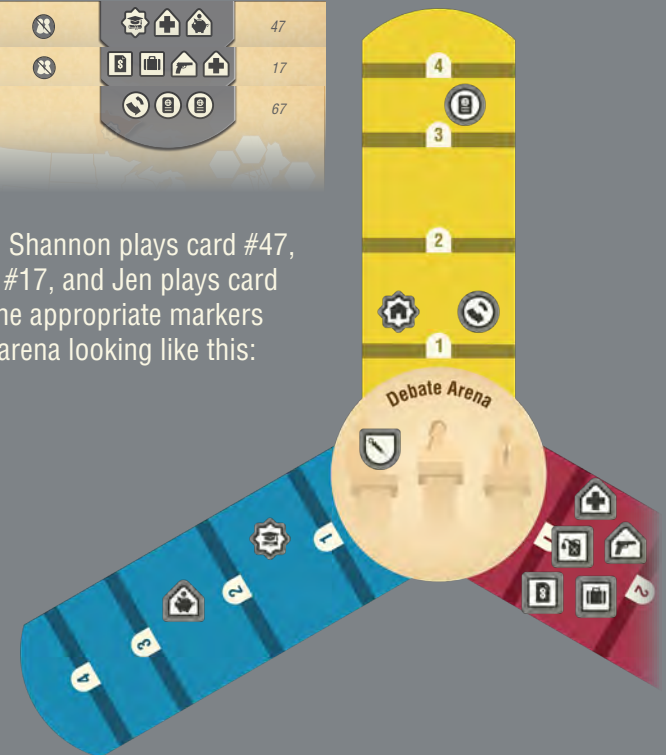 47
17
67
Shannon plays card #47,
#17, and Jen plays card
he appropriate markers
arena looking like this:
4
3
2
1
Debate Arena
1
2
3
4
1
2